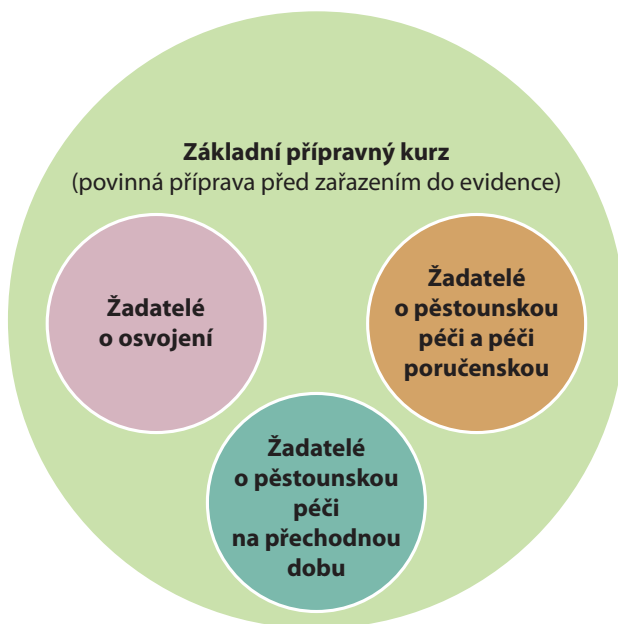 Základní přípravný kurz
(povinná příprava před zařazením do evidence)
Žadatelé
o osvojení
Žadatelé
o pěstounskou
péči a péči
poručenskou
Žadatelé
o pěstounskou
péči
na přechodnou
dobu